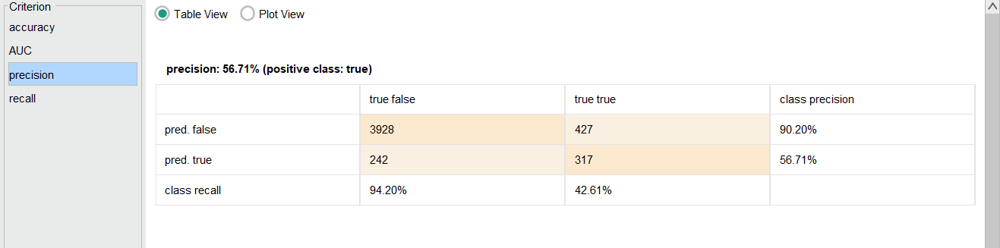 Criterion
accuracy
AUC
precision
recall
Table View Plot View
precision: 56.71% (positive class: true)
true false true true class precision
pred. false 3928 427 90.20%
pred. true 242 317 56.71%
class recall 94.20% 42.61%